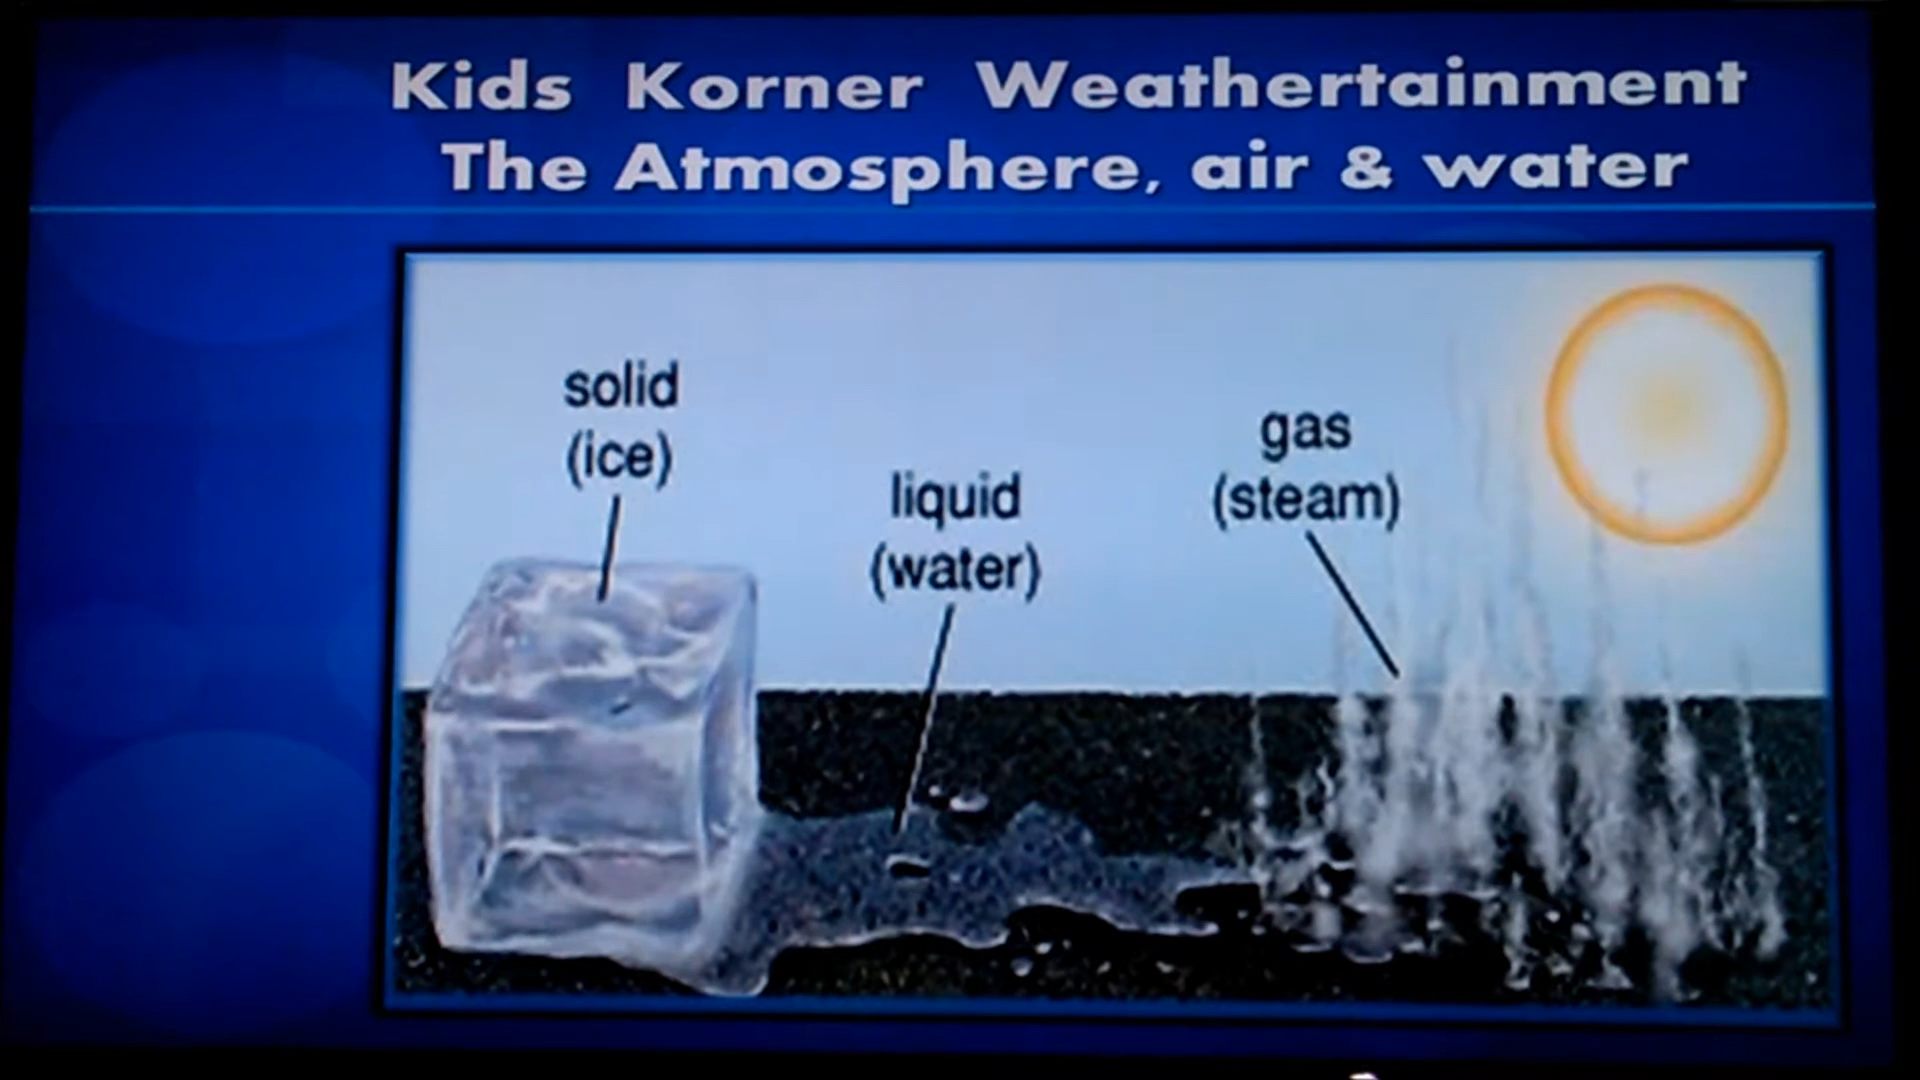 Kids Korner Weathertainment
The Atmosphere, air & water
solid
(ice)
liquid
(water)
gas
(steam)